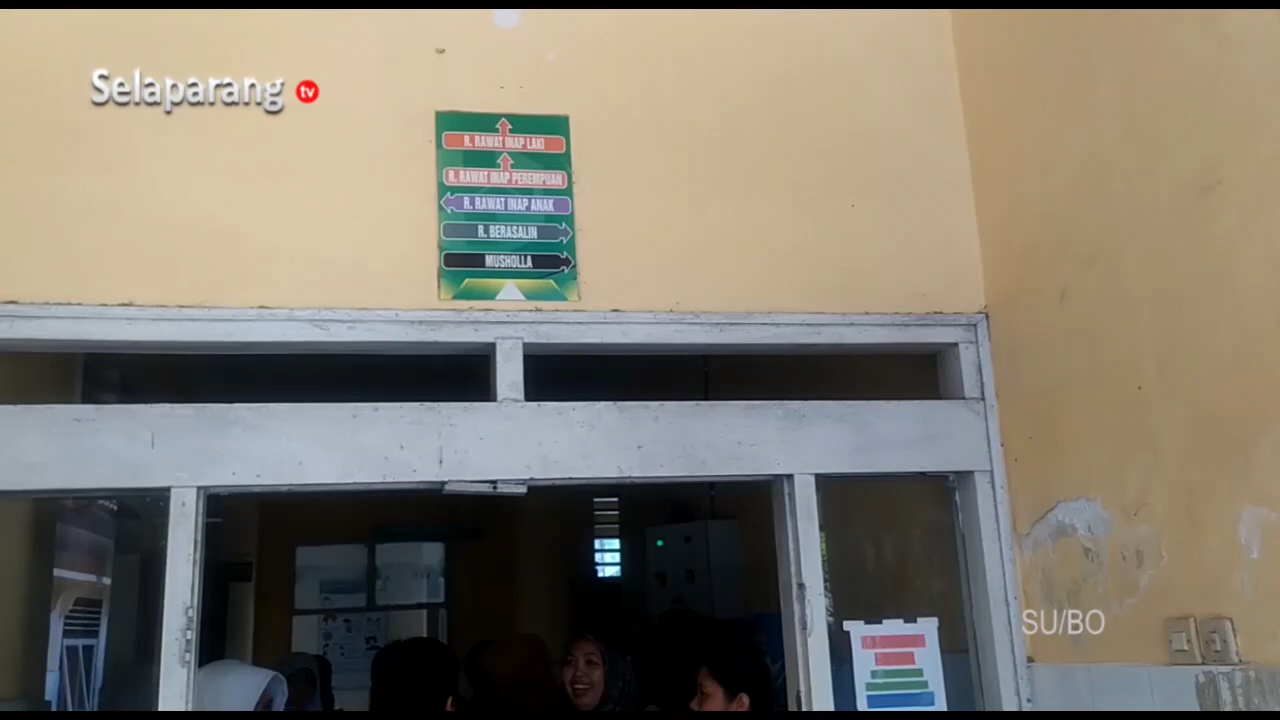 Selaparang tv
R. RAWAT INAP LAKI
R. RAWAT INAP PEREMPUAN
R. RAWAT INAP ANAK
R. BERASALIN
MUSHOLLA
SU/BO